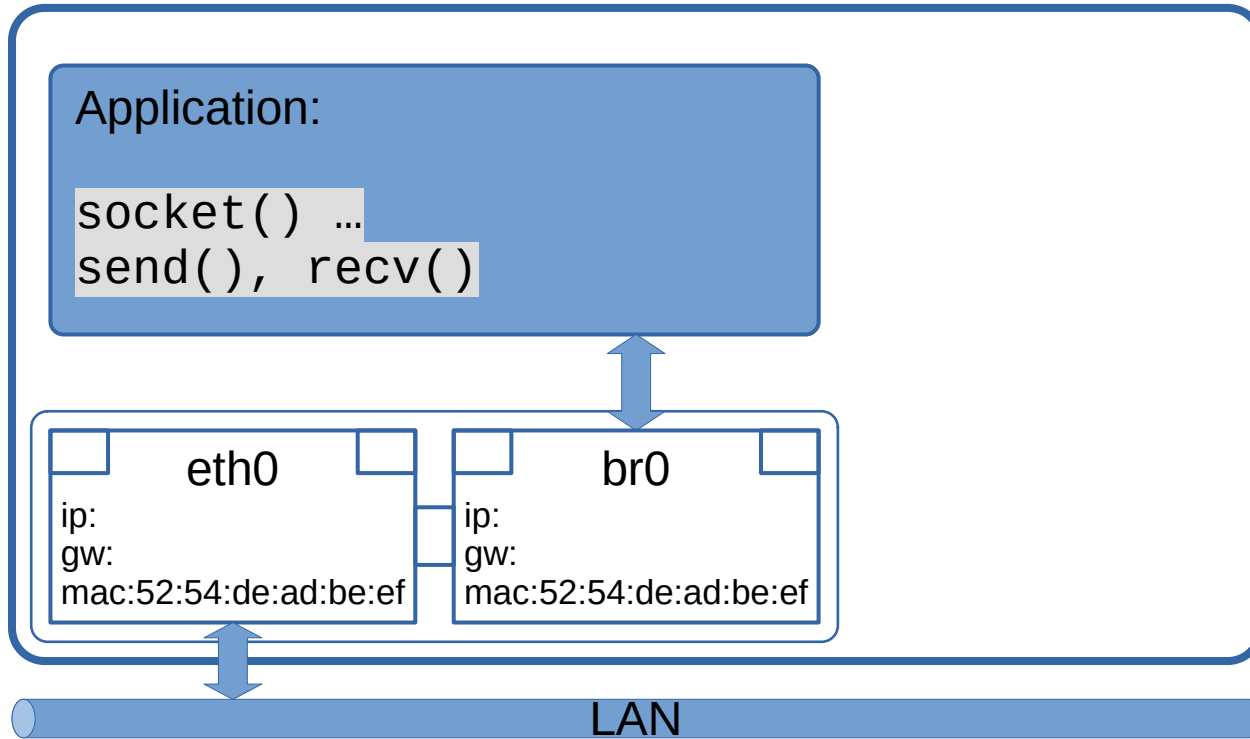 Application:
socket() …
send(), recv()
eth0
ip:
gw:
mac:52:54:de:ad:be:ef
br0
ip:
gw:
mac:52:54:de:ad:be:ef
LAN